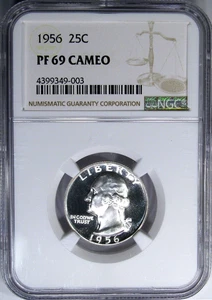 1956 25C
PF 69 CAMEO
4399349-003
NUMISMATIC GUARANTY CORPORATION
NGC
LIBERTY
IN GOD WE
TRUST
1956